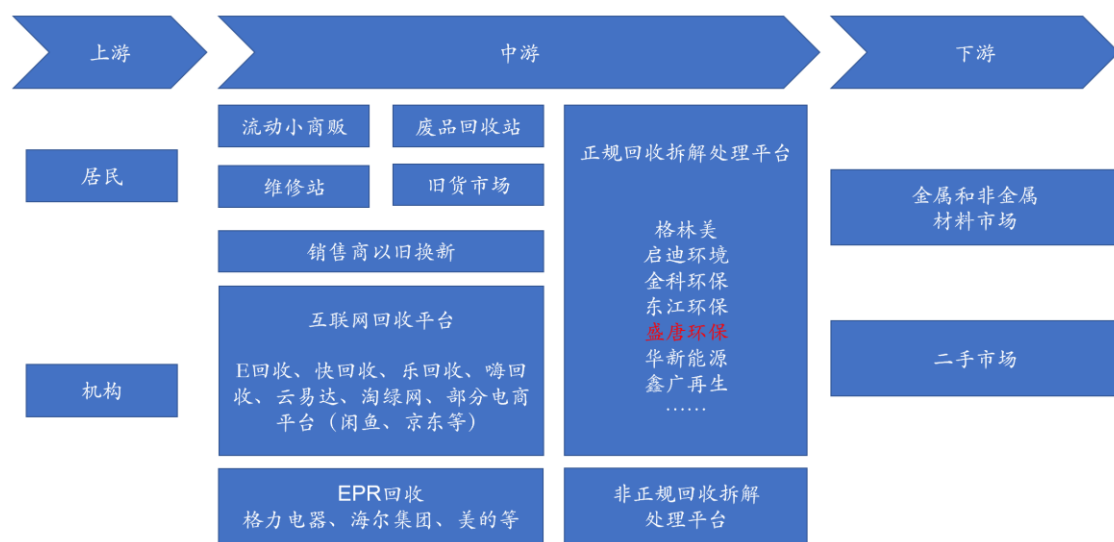 上游
中游
下游
居民
机构
流动小商贩
废品回收站
维修站
旧货市场
销售商以旧换新
互联网回收平台
E回收、快回收、乐回收、嗨回
收、云易达、淘绿网、部分电商
平台（闲鱼、京东等）
EPR回收
格力电器、海尔集团、美的等
正规回收拆解处理平台
格林美
启迪环境
金科环保
东江环保
盛唐环保
华新能源
鑫广再生
……
非正规回收拆解
处理平台
金属和非金属
材料市场
二手市场